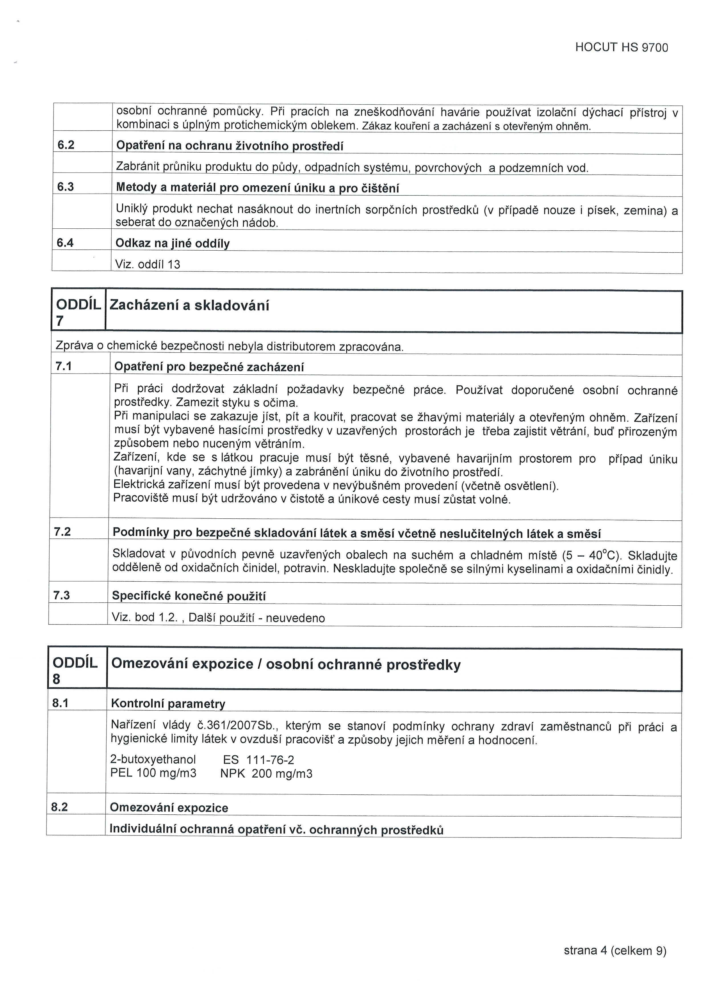 HOCUT HS 9700
osobní ochranné pomůcky. Při pracích na zneškodňování havárie používat izolační dýchací přístroj v
kombinaci s úplným protichemickým oblekem. Zákaz kouření a zacházení s otevřeným ohněm.
6.2 Opatření na ochranu životního prostředí
Zabránit průniku produktu do půdy, odpadních systému, povrchových a podzemních vod.
6.3 Metody a materiál pro omezení úniku a pro čištění
Uniklý produkt nechat nasáknout do inertních sorpčních prostředků (v případě nouze i písek, zemina) a
seberat do označených nádob.
6.4 Odkaz na jiné oddíly
Viz. oddíl 13
ODDÍL Zacházení a skladování
7
Zpráva o chemické bezpečnosti nebyla distributorem zpracována.
7.1 Opatření pro bezpečné zacházení
Při práci dodržovat základní požadavky bezpečné práce. Používat doporučené osobní ochranné
prostředky. Zamezit styku s očima.
Při manipulaci se zakazuje jíst, pít a kouřit, pracovat se žhavými materiály a otevřeným ohněm. Zařízení
musí být vybavené hasícími prostředky v uzavřených prostorách je třeba zajistit větrání, buď přirozeným
způsobem nebo nuceným větráním.
Zařízení, kde se s látkou pracuje musí být těsné, vybavené havarijním prostorem pro případ úniku
(havarijní vany, záchytné jímky) a zabránění úniku do životního prostředí.
Elektrická zařízení musí být provedena v nevýbušném provedení (včetně osvětlení).
Pracoviště musí být udržováno v čistotě a únikové cesty musí zůstat volné.
7.2 Podmínky pro bezpečné skladování látek a směsí včetně neslučitelných látek a směsí
Skladovat v původních pevně uzavřených obalech na suchém a chladném místě (5 – 40°C). Skladujte
odděleně od oxidačních činidel, potravin. Neskladujte společně se silnými kyselinami a oxidačními činidly.
7.3 Specifické konečné použití
Viz. bod 1.2. , Další použití - neuvedeno
ODDÍL Omezování expozice / osobní ochranné prostředky
8
8.1 Kontrolní parametry
Nařízení vlády č.361/2007Sb., kterým se stanoví podmínky ochrany zdraví zaměstnanců při práci a
hygienické limity látek v ovzduší pracovišť a způsoby jejich měření a hodnocení.
2-butoxyethanol ES 111-76-2
PEL 100 mg/m3 NPK 200 mg/m3
8.2 Omezování expozice
Individuální ochranná opatření vč. ochranných prostředků
strana 4 (celkem 9)